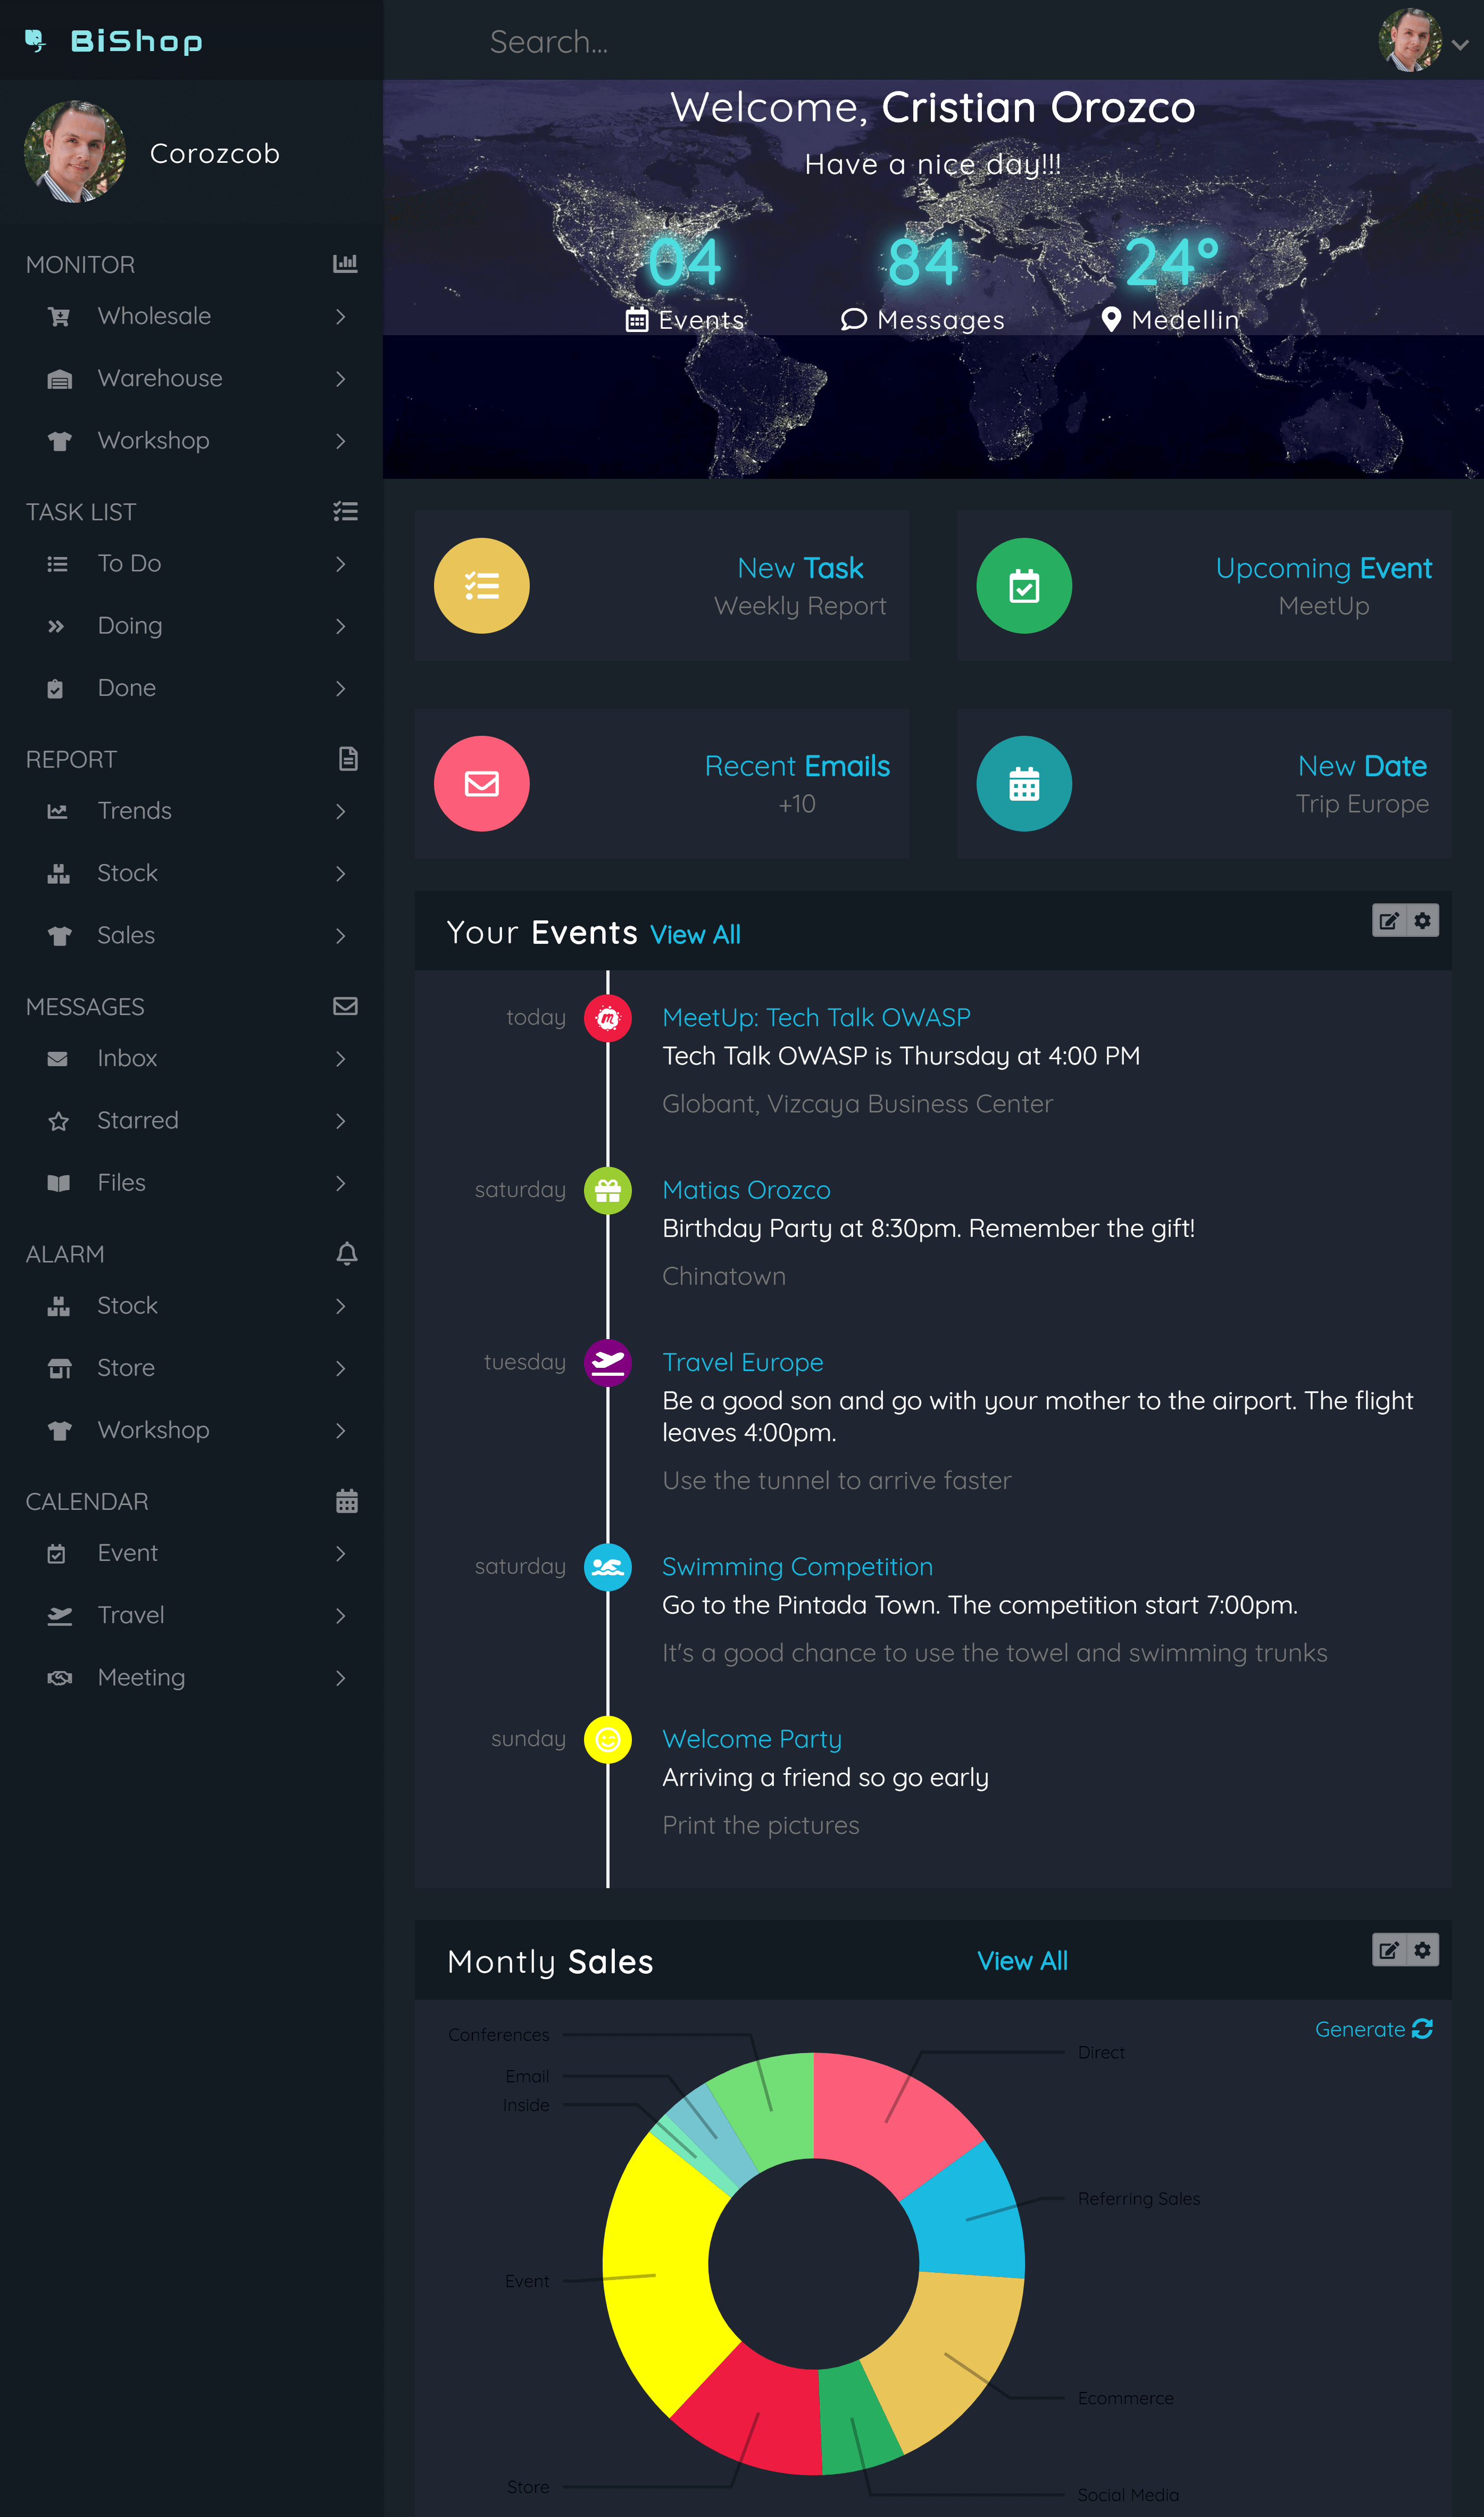 BiShop
Search...
Corozcob
MONITOR
Wholesale
Warehouse
Workshop
TASK LIST
To Do
Doing
Done
REPORT
Trends
Stock
Sales
MESSAGES
Inbox
Starred
Files
ALARM
Stock
Store
Workshop
CALENDAR
Event
Travel
Meeting
Welcome, Cristian Orozco
Have a nice day!!!
04
84
24°
Events
Messages
Medellin
New Task
Weekly Report
Upcoming Event
MeetUp
Recent Emails
+10
New Date
Trip Europe
Your Events View All
today
MeetUp: Tech Talk OWASP
Tech Talk OWASP is Thursday at 4:00 PM
Globant, Vizcaya Business Center
saturday
Matias Orozco
Birthday Party at 8:30pm. Remember the gift!
Chinatown
tuesday
Travel Europe
Be a good son and go with your mother to the airport. The flight
leaves 4:00pm.
Use the tunnel to arrive faster
saturday
Swimming Competition
Go to the Pintada Town. The competition start 7:00pm.
It's a good chance to use the towel and swimming trunks
sunday
Welcome Party
Arriving a friend so go early
Print the pictures
Montly Sales
View All
Generate
Conferences
Direct
Email
Inside
Referring Sales
Event
Ecommerce
Store
Social Media